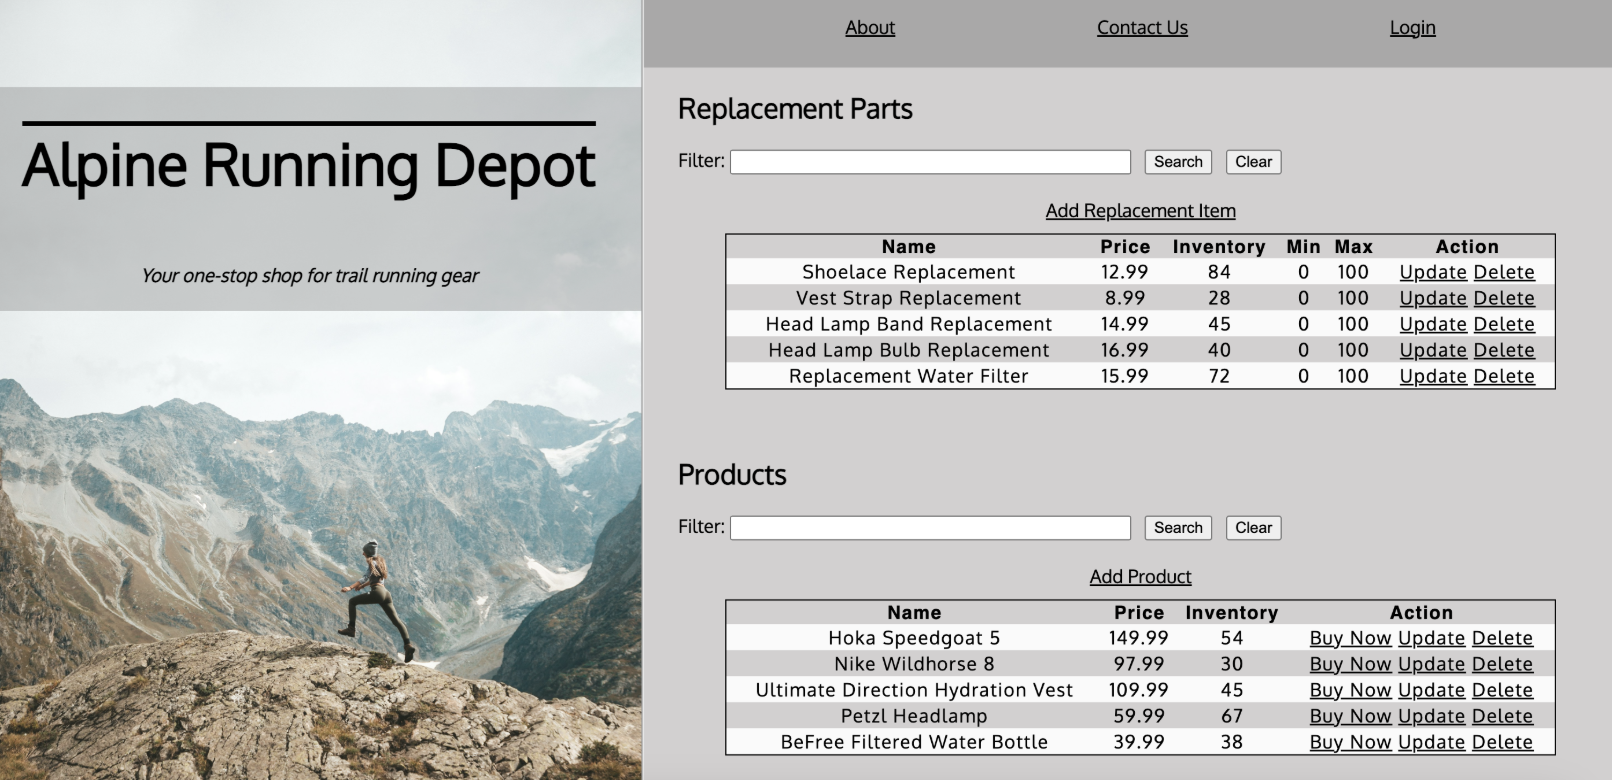 Alpine Running Depot
Your one-stop shop for trail running gear
About Contact Us Login
Replacement Parts
Filter: Search Clear
Add Replacement Item
Name Price Inventory Min Max Action
Shoelace Replacement 12.99 84 0 100 Update Delete
Vest Strap Replacement 8.99 28 0 100 Update Delete
Head Lamp Band Replacement 14.99 45 0 100 Update Delete
Head Lamp Bulb Replacement 16.99 40 0 100 Update Delete
Replacement Water Filter 15.99 72 0 100 Update Delete
Products
Filter: Search Clear
Add Product
Name Price Inventory Action
Hoka Speedgoat 5 149.99 54 Buy Now Update Delete
Nike Wildhorse 8 97.99 30 Buy Now Update Delete
Ultimate Direction Hydration Vest 109.99 45 Buy Now Update Delete
Petzl Headlamp 59.99 67 Buy Now Update Delete
BeFree Filtered Water Bottle 39.99 38 Buy Now Update Delete